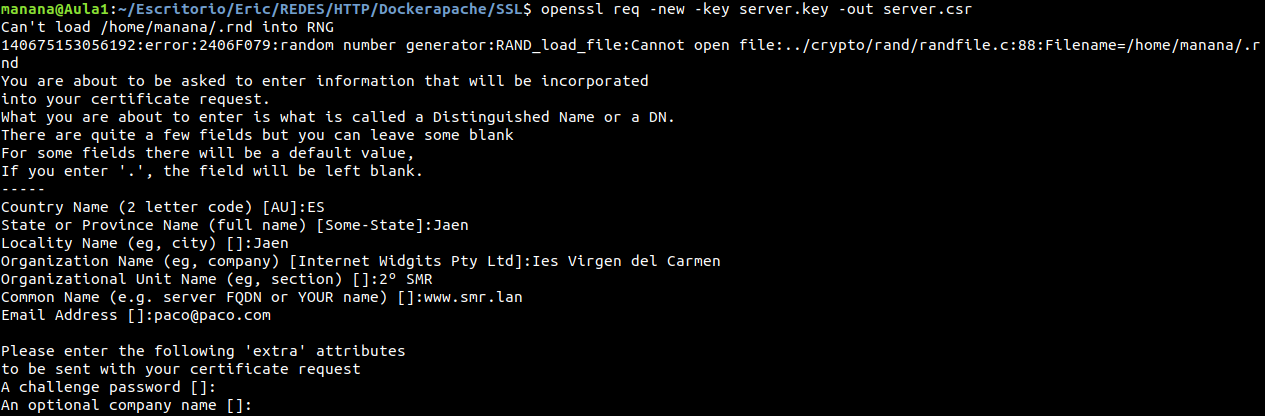 manana@Aula1:~/Escritorio/Eric/REDES/HTTP/Dockerapache/SSL$ openssl req -new -key server.key -out server.csr
Can't load /home/manana/.rnd into RNG
140675153056192:error:2406F079:random number generator:RAND_load_file:Cannot open file:../crypto/rand/randfile.c:88:Filename=/home/manana/.r
nd
You are about to be asked to enter information that will be incorporated
into your certificate request.
What you are about to enter is what is called a Distinguished Name or a DN.
There are quite a few fields but you can leave some blank
For some fields there will be a default value,
If you enter '.', the field will be left blank.
-----
Country Name (2 letter code) [AU]:ES
State or Province Name (full name) [Some-State]:Jaen
Locality Name (eg, city) []:Jaen
Organization Name (eg, company) [Internet Widgits Pty Ltd]:Ies Virgen del Carmen
Organizational Unit Name (eg, section) []:2º SMR
Common Name (e.g. server FQDN or YOUR name) []:www.smr.lan
Email Address []:paco@paco.com

Please enter the following 'extra' attributes
to be sent with your certificate request
A challenge password []:
An optional company name []: